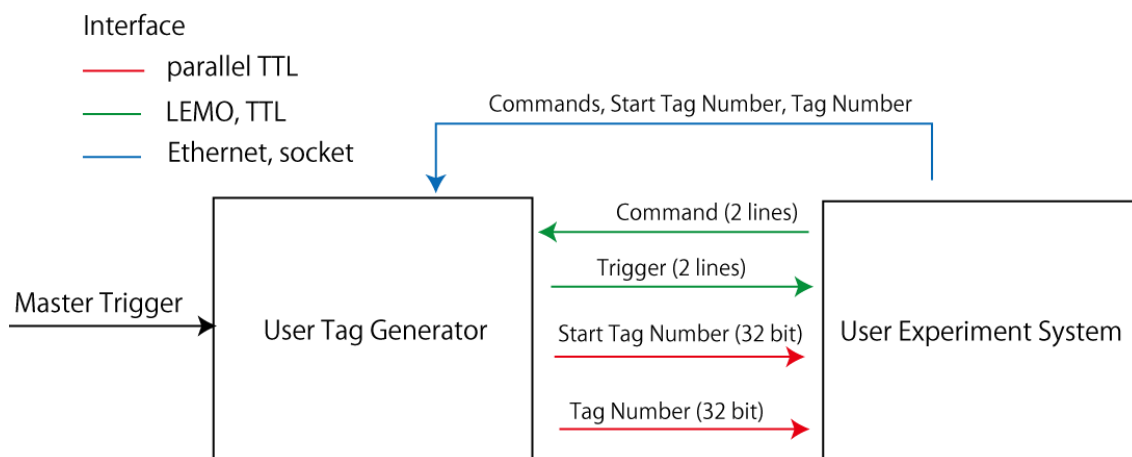 Interface
parallel TTL
LEMO, TTL
Ethernet, socket
Commands, Start Tag Number, Tag Number
Command (2 lines)
Trigger (2 lines)
Master Trigger
User Tag Generator
Start Tag Number (32 bit)
User Experiment System
Tag Number (32 bit)